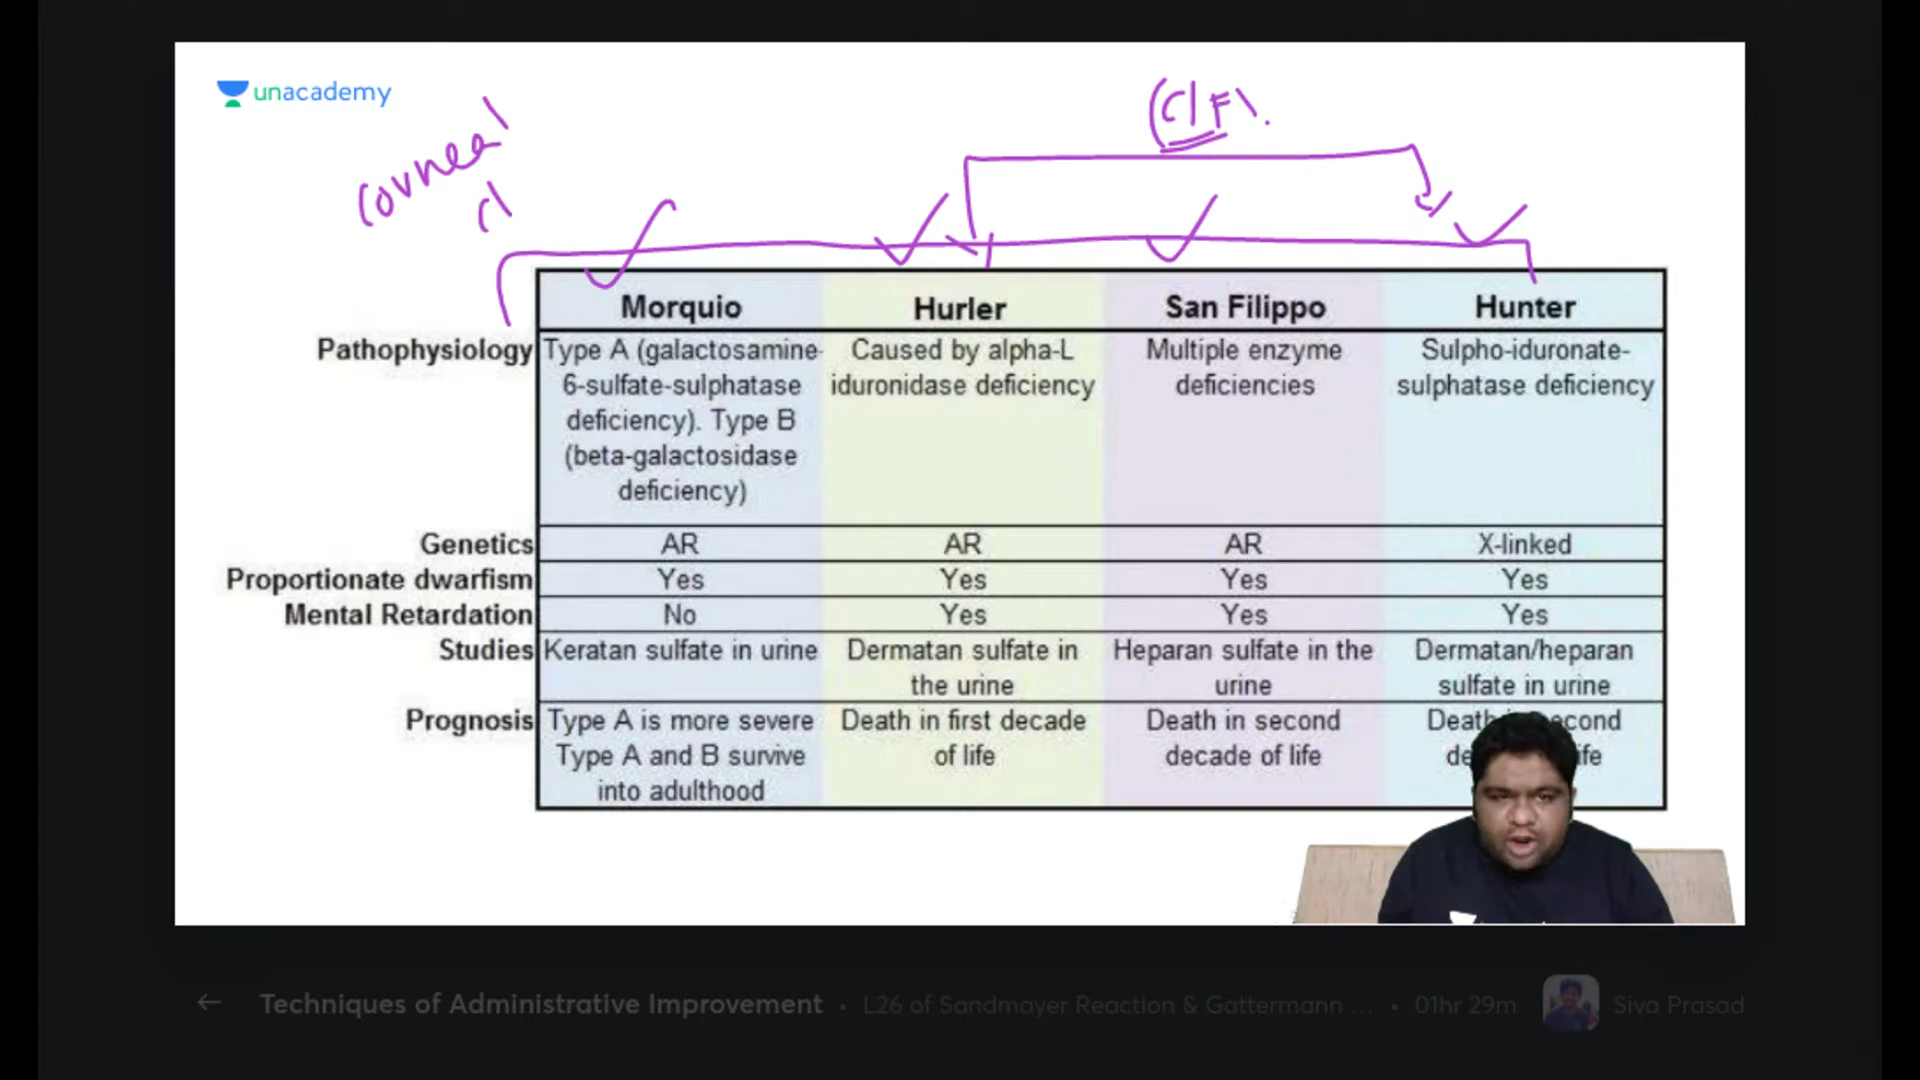 unacademy
(C/F).
Corneal
cl
Morquio Hurler San Filippo Hunter
Pathophysiology Type A (galactosamine- Caused by alpha-L Multiple enzyme Sulpho-iduronate-
6-sulfate-sulphatase iduronidase deficiency deficiencies sulphatase deficiency
deficiency). Type B
(beta-galactosidase
deficiency)
Genetics AR AR AR X-linked
Proportionate dwarfism Yes Yes Yes Yes
Mental Retardation No Yes Yes Yes
Studies Keratan sulfate in urine Dermatan sulfate in Heparan sulfate in the Dermatan/heparan
the urine urine sulfate in urine
Prognosis Type A is more severe Death in first decade Death in second Death second
Type A and B survive of life decade of life
into adulthood
← Techniques of Administrative Improvement • L26 of Sandmayer Reaction & Gattermann ... • 01hr 29m Siva Prasad